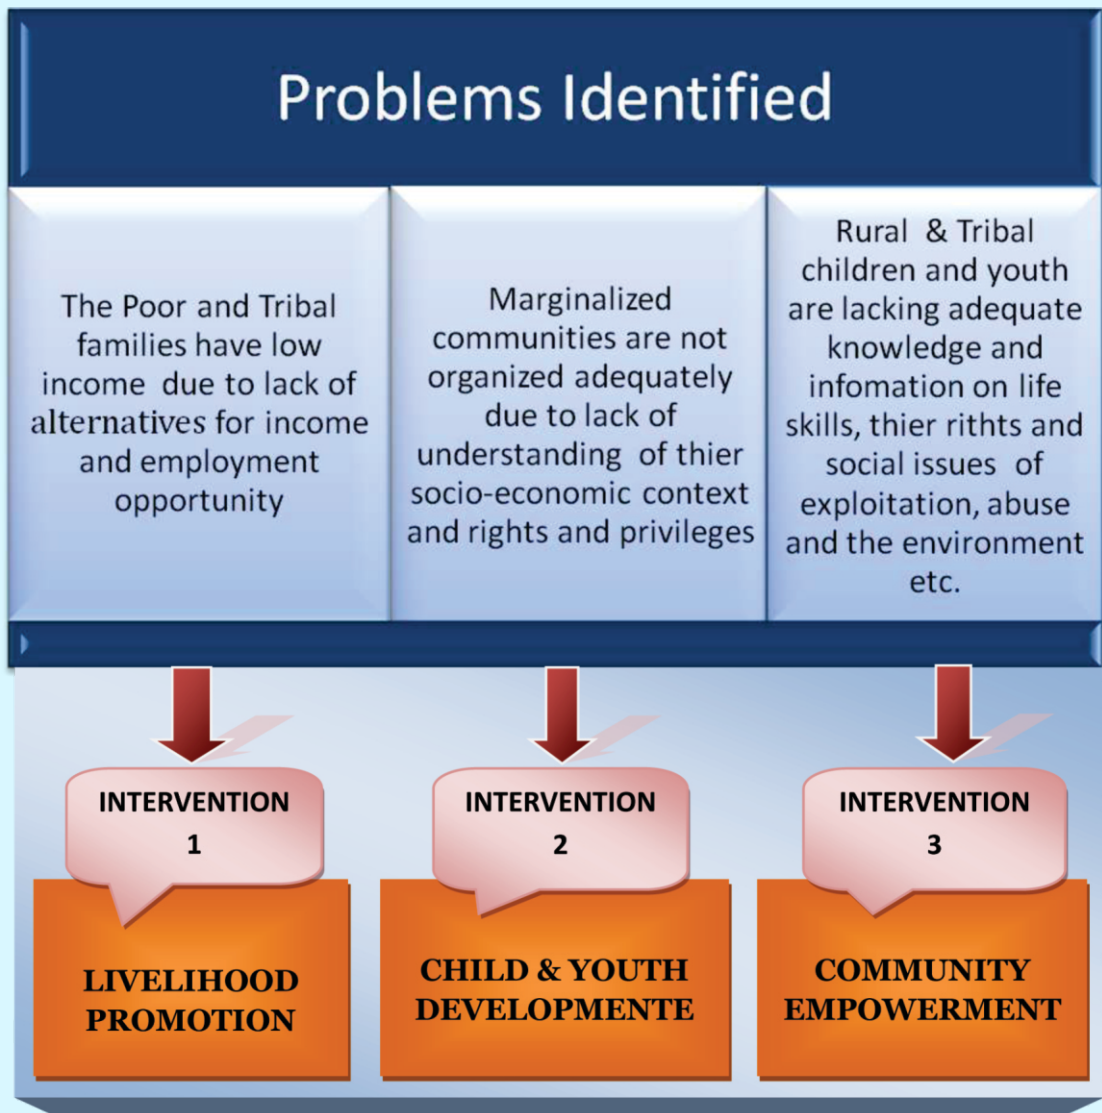 Problems Identified
The Poor and Tribal
families have low
income due to lack of
alternatives for income
and employment
opportunity
Marginalized
communities are not
organized adequately
due to lack of
understanding of thier
socio-economic context
and rights and privileges
Rural & Tribal
children and youth
are lacking adequate
knowledge and
infomation on life
skills, thier rithts and
social issues of
exploitation, abuse
and the environment
etc.
INTERVENTION
1
LIVELIHOOD
PROMOTION
INTERVENTION
2
CHILD & YOUTH
DEVELOPMENTE
INTERVENTION
3
COMMUNITY
EMPOWERMENT